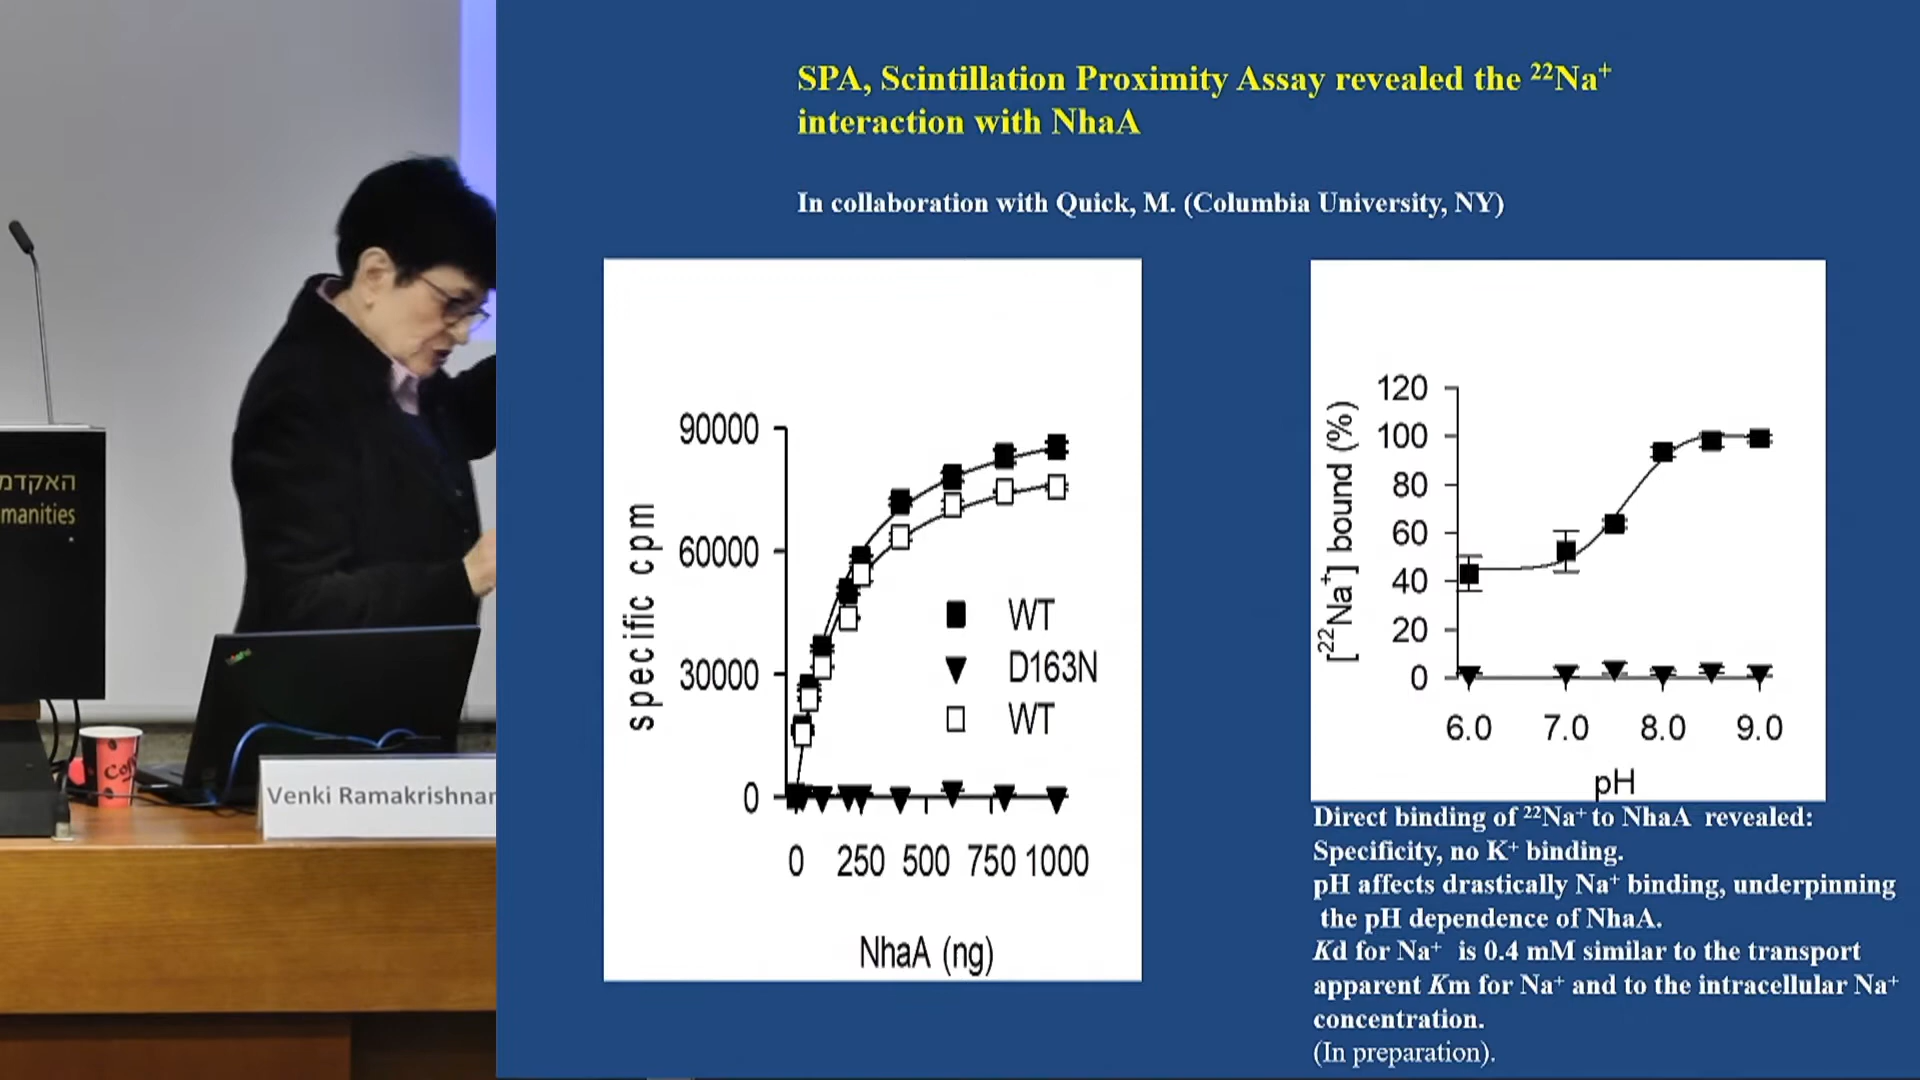 SPA, Scintillation Proximity Assay revealed the ²²Na⁺
interaction with NhaA
In collaboration with Quick, M. (Columbia University, NY)
specific cpm
90000
60000
30000
0
WT
D163N
WT
0 250 500 750 1000
NhaA (ng)
[²²Na⁺] bound (%)
120
100
80
60
40
20
0
6.0 7.0 8.0 9.0
pH
Direct binding of ²²Na⁺ to NhaA revealed:
Specificity, no K⁺ binding.
pH affects drastically Na⁺ binding, underpinning
the pH dependence of NhaA.
Kd for Na⁺ is 0.4 mM similar to the transport
apparent Km for Na⁺ and to the intracellular Na⁺
concentration.
(In preparation).
האקדמ
manities
Venki Ramakrishnan